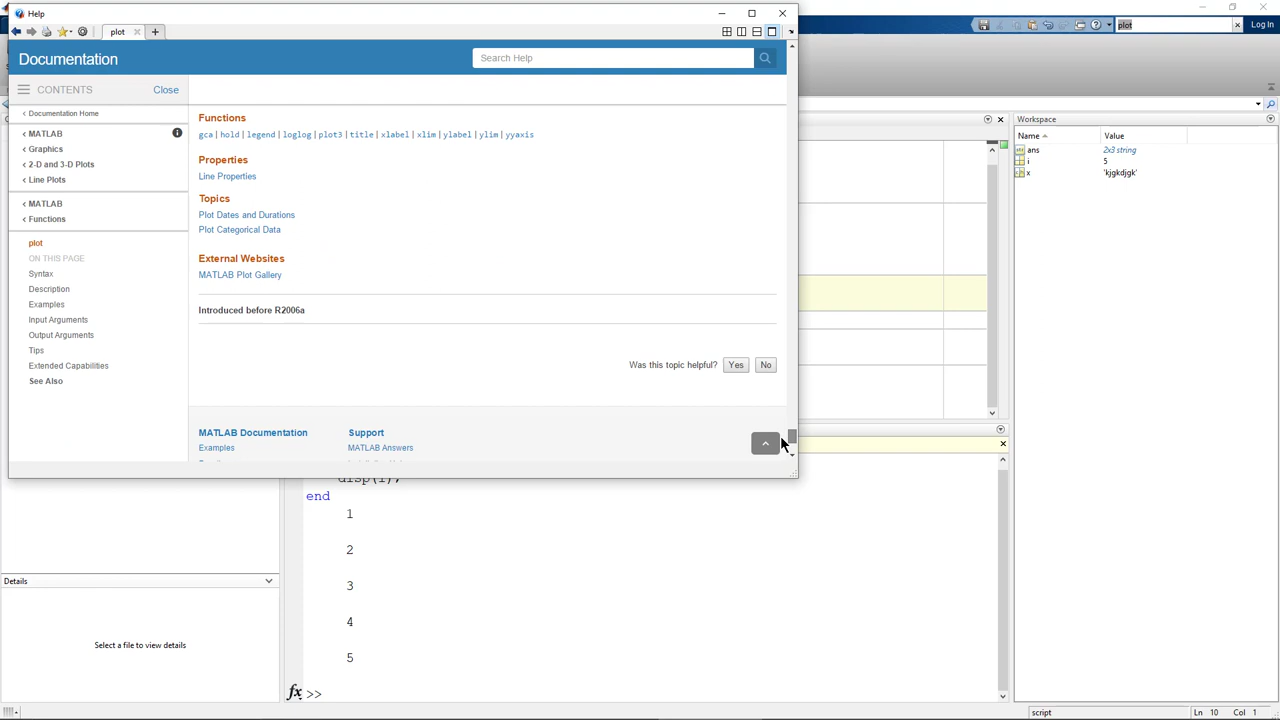 Help
plot
plot
Log In
Documentation
Search Help
CONTENTS
Close
Documentation Home
MATLAB
Graphics
2-D and 3-D Plots
Line Plots
MATLAB
Functions
plot
ON THIS PAGE
Syntax
Description
Examples
Input Arguments
Output Arguments
Tips
Extended Capabilities
See Also
Functions
gca | hold | legend | loglog | plot3 | title | xlabel | xlim | ylabel | ylim | yyaxis
Properties
Line Properties
Topics
Plot Dates and Durations
Plot Categorical Data
External Websites
MATLAB Plot Gallery
Introduced before R2006a
Was this topic helpful? Yes No
MATLAB Documentation
Support
Examples
MATLAB Answers
Workspace
Name Value
ans 2x3 string
i 5
x 'kjgkdjgk'
disp(i);
end
1
2
3
4
5
fx >>
Details
Select a file to view details
script Ln 10 Col 1